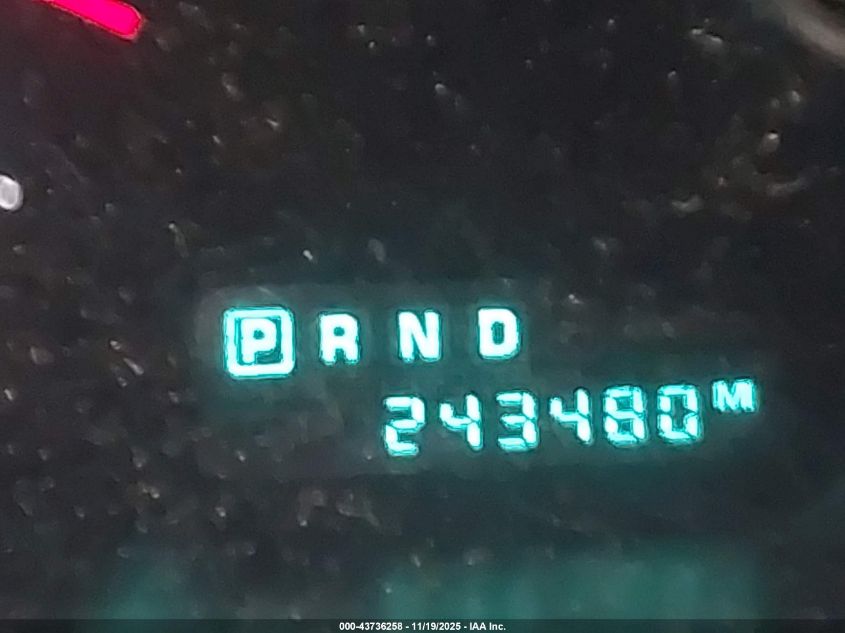 P R N D
243480 M
000-43736258 - 11/19/2025 - IAA Inc.